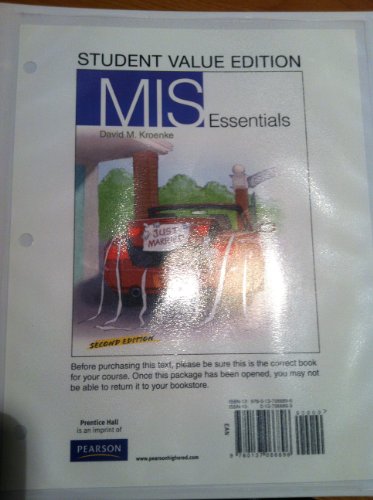 STUDENT VALUE EDITION
MIS Essentials
David M. Kroenke
JUST
MARRIED
SECOND EDITION
Before purchasing this text, please be sure this is the correct book
for your course. Once this package has been opened, you may not
be able to return it to your bookstore.
Prentice Hall
is an imprint of
PEARSON
www.pearsonhighered.com
EAN